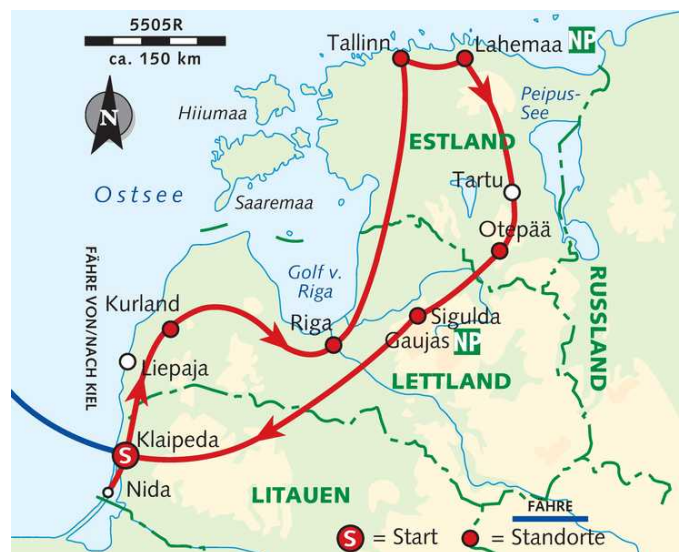 5505R
ca. 150 km
N
Tallinn
Lahemaa NP
Hiiumaa
Peipus-
See
ESTLAND
Ostsee
Tartu
Saaremaa
Otepää
Golf v.
Riga
FÄHRE VON/NACH KIEL
Kurland
RUSSLAND
Riga
Sigulda
Gaujas NP
Liepaja
LETTLAND
Klaipeda
S
Nida
LITAUEN
FÄHRE
S = Start
= Standorte